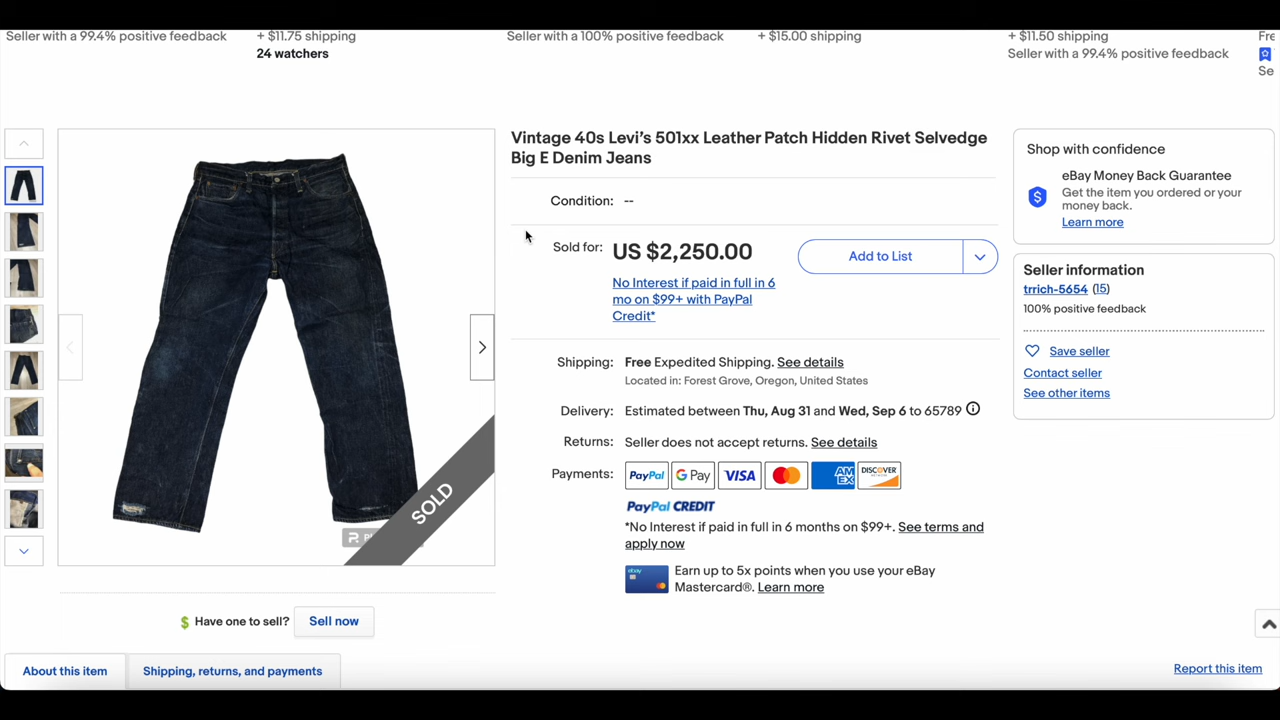 Seller with a 99.4% positive feedback
+ $11.75 shipping
24 watchers
Seller with a 100% positive feedback
+ $15.00 shipping
+ $11.50 shipping
Seller with a 99.4% positive feedback
Vintage 40s Levi's 501xx Leather Patch Hidden Rivet Selvedge
Big E Denim Jeans
Condition: --
Sold for: US $2,250.00
Add to List
No Interest if paid in full in 6
mo on $99+ with PayPal
Credit*
Shipping: Free Expedited Shipping. See details
Located in: Forest Grove, Oregon, United States
Delivery: Estimated between Thu, Aug 31 and Wed, Sep 6 to 65789
Returns: Seller does not accept returns. See details
Payments: PayPal G Pay VISA AM EX DISCOVER
PayPal CREDIT
*No Interest if paid in full in 6 months on $99+. See terms and
apply now
ebay
Earn up to 5x points when you use your eBay
Mastercard®. Learn more
SOLD
Have one to sell? Sell now
About this item
Shipping, returns, and payments
Report this item
Shop with confidence
eBay Money Back Guarantee
Get the item you ordered or your
money back.
Learn more
Seller information
trrich-5654 (15)
100% positive feedback
Save seller
Contact seller
See other items